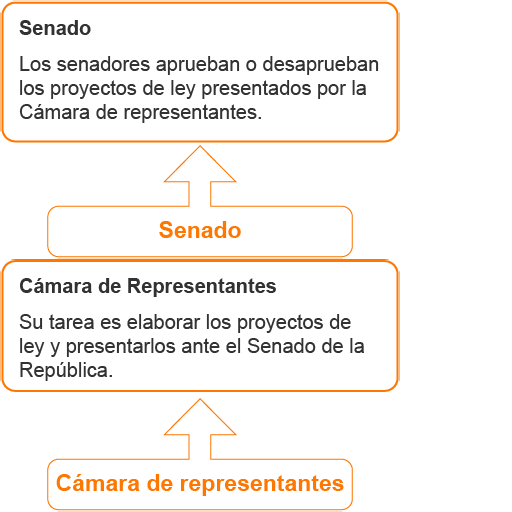 Senado
Los senadores aprueban o desaprueban
los proyectos de ley presentados por la
Cámara de representantes.
Senado
Cámara de Representantes
Su tarea es elaborar los proyectos de
ley y presentarlos ante el Senado de la
República.
Cámara de representantes